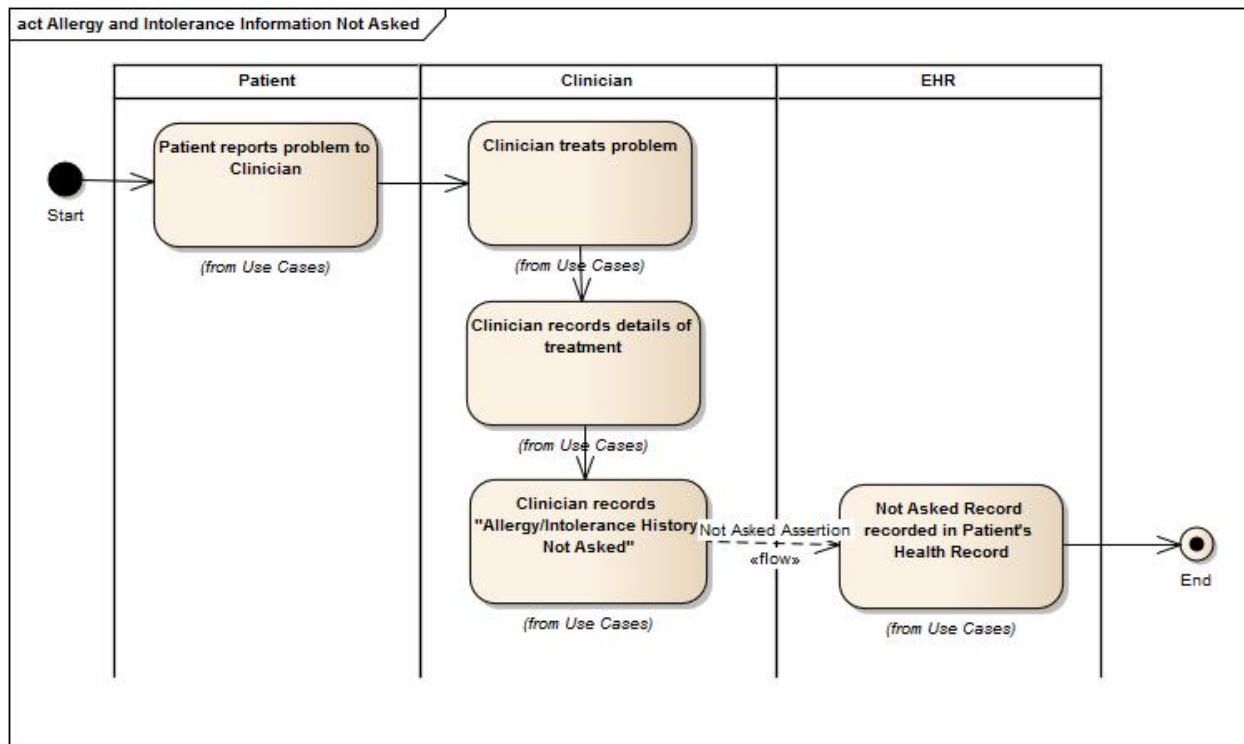 act Allergy and Intolerance Information Not Asked
Patient
Clinician
EHR
Start
Patient reports problem to
Clinician
(from Use Cases)
Clinician treats problem
(from Use Cases)
Clinician records details of
treatment
(from Use Cases)
Clinician records
"Allergy/Intolerance History
Not Asked"
(from Use Cases)
Not Asked Assertion
«flow»
Not Asked Record
recorded in Patient's
Health Record
(from Use Cases)
End